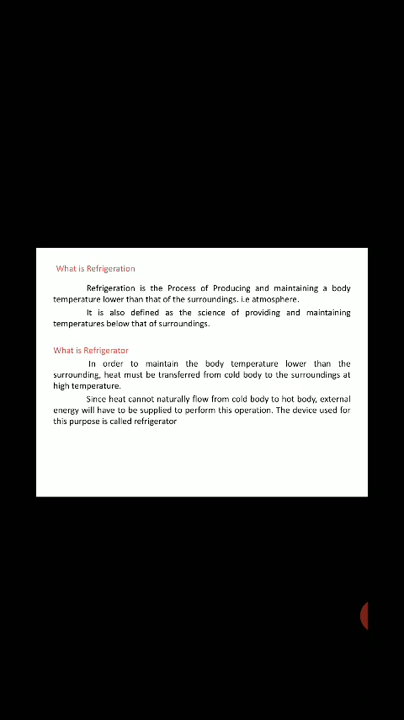 What is Refrigeration
Refrigeration is the Process of Producing and maintaining a body
temperature lower than that of the surroundings. i.e atmosphere.
It is also defined as the science of providing and maintaining
temperatures below that of surroundings.
What is Refrigerator
In order to maintain the body temperature lower than the
surrounding, heat must be transferred from cold body to the surroundings at
high temperature.
Since heat cannot naturally flow from cold body to hot body, external
energy will have to be supplied to perform this operation. The device used for
this purpose is called refrigerator